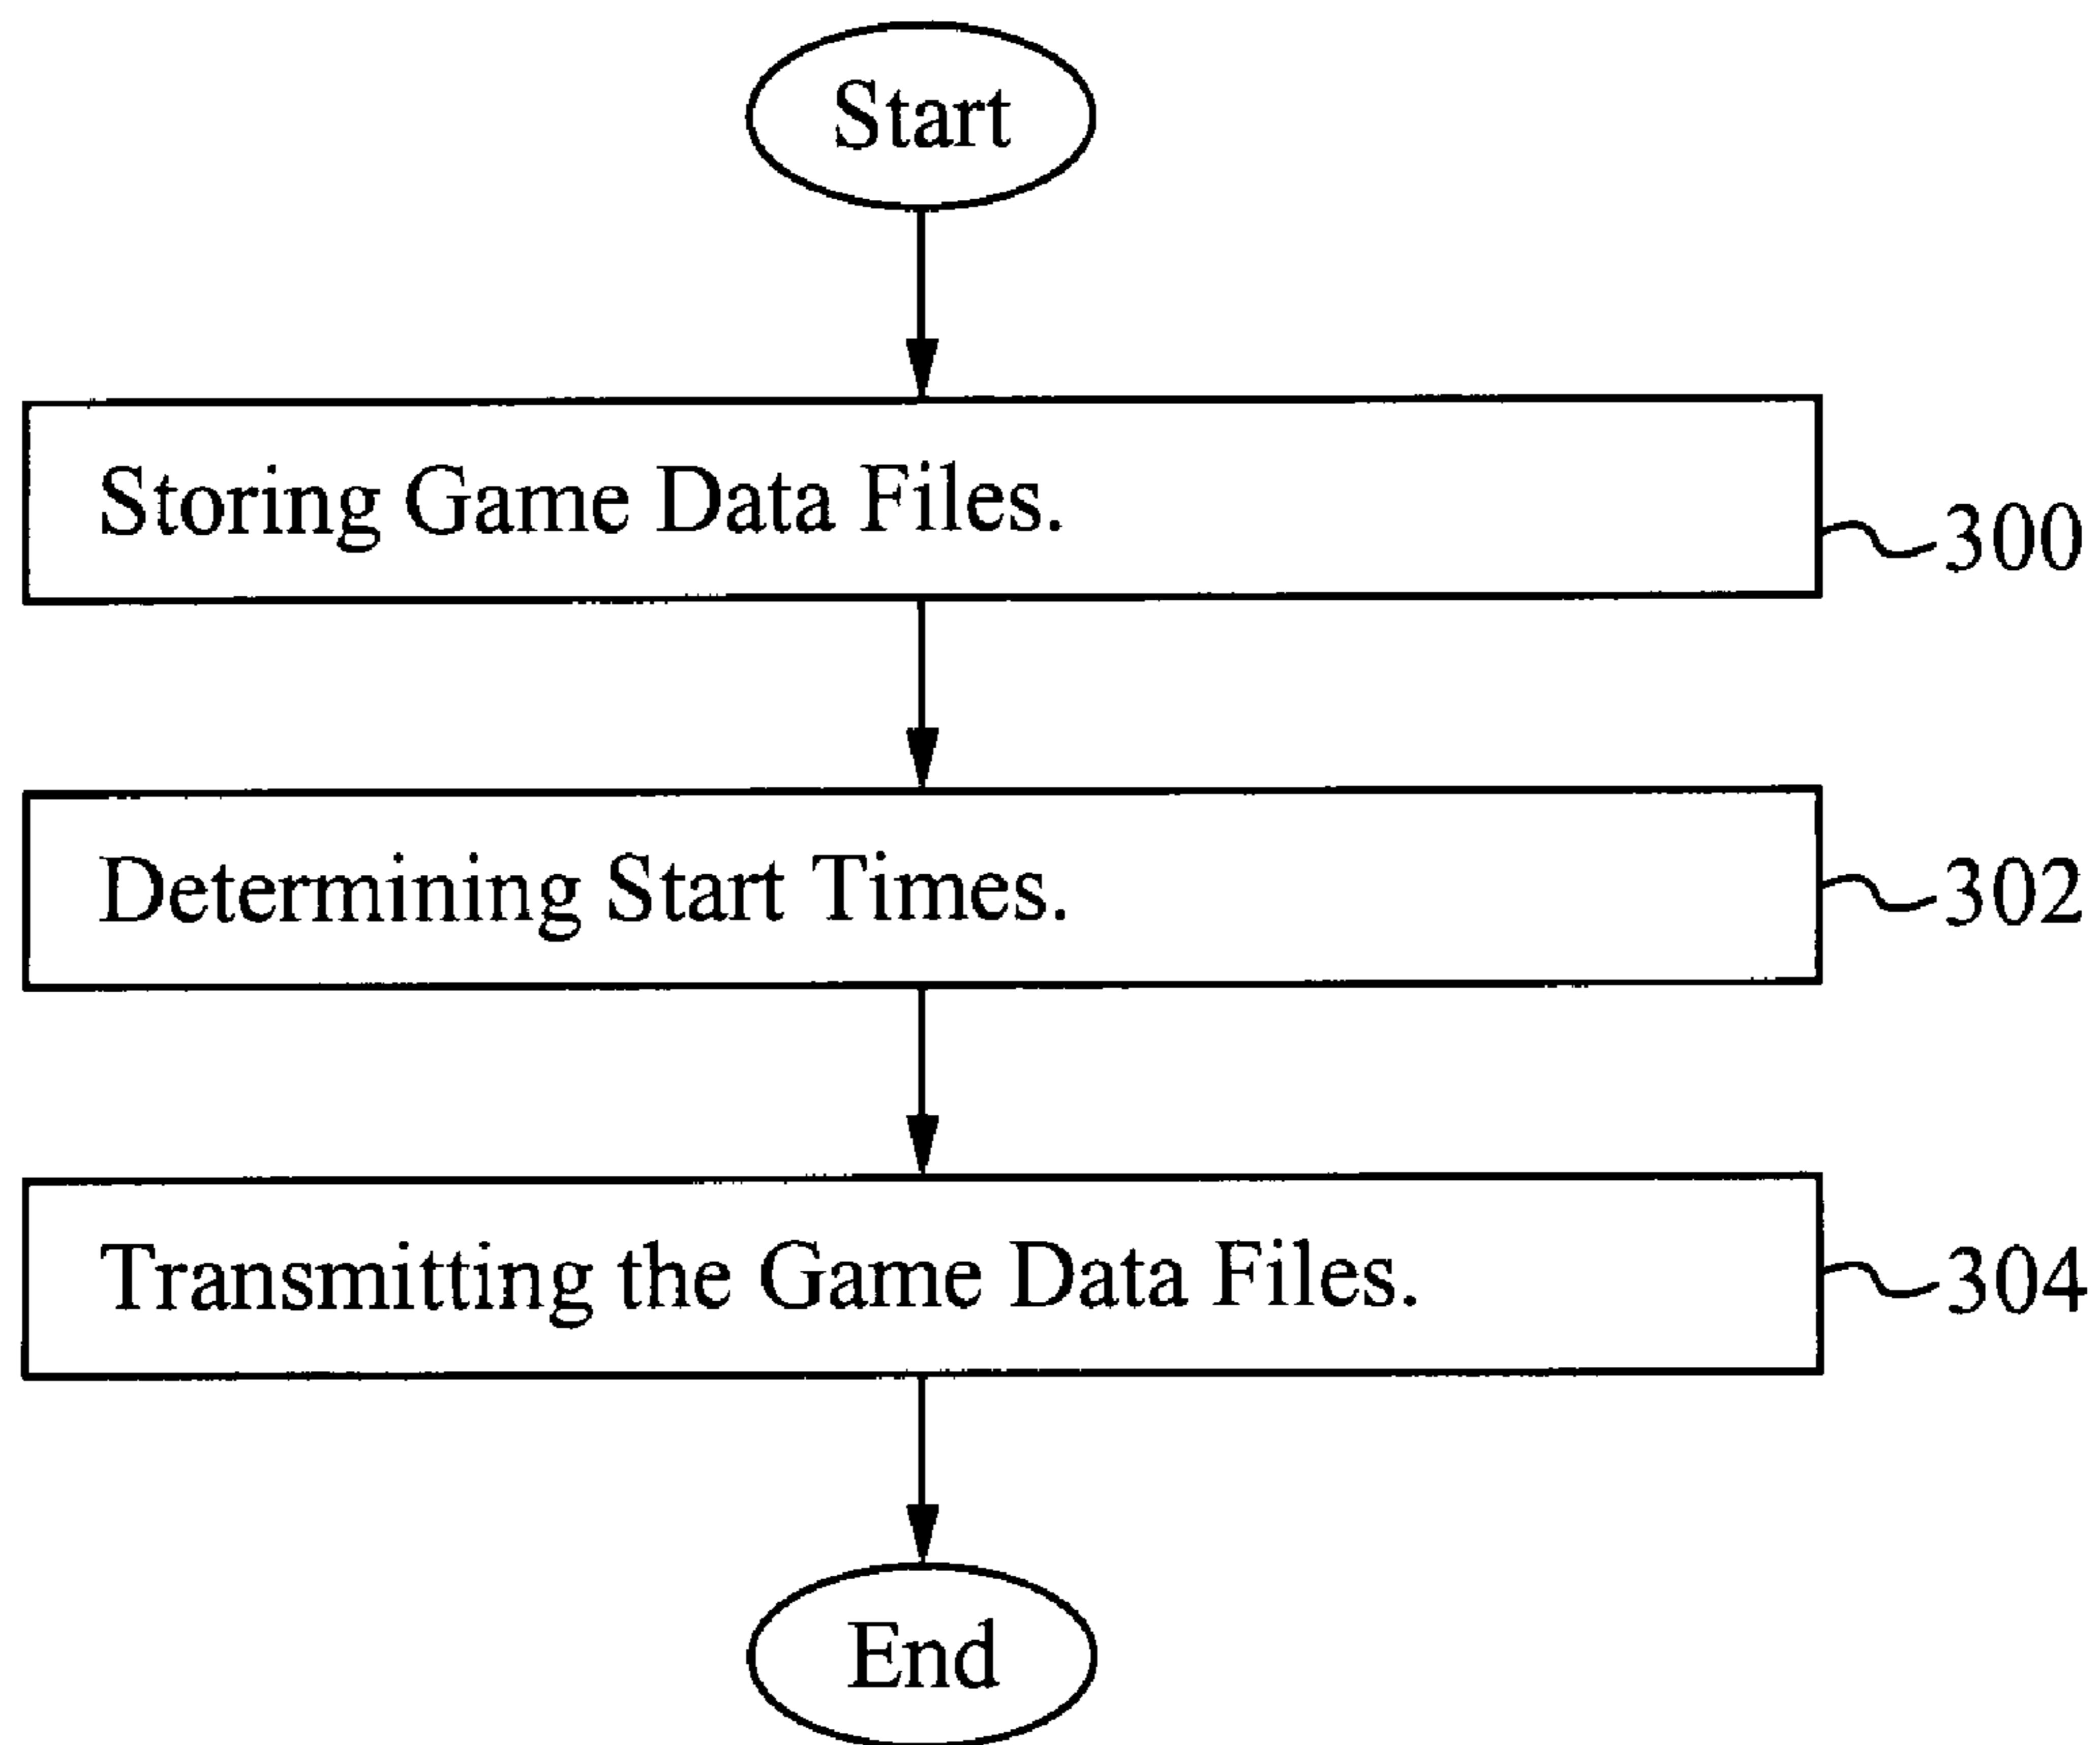 Start
Storing Game Data Files.
300
Determining Start Times.
302
Transmitting the Game Data Files.
304
End